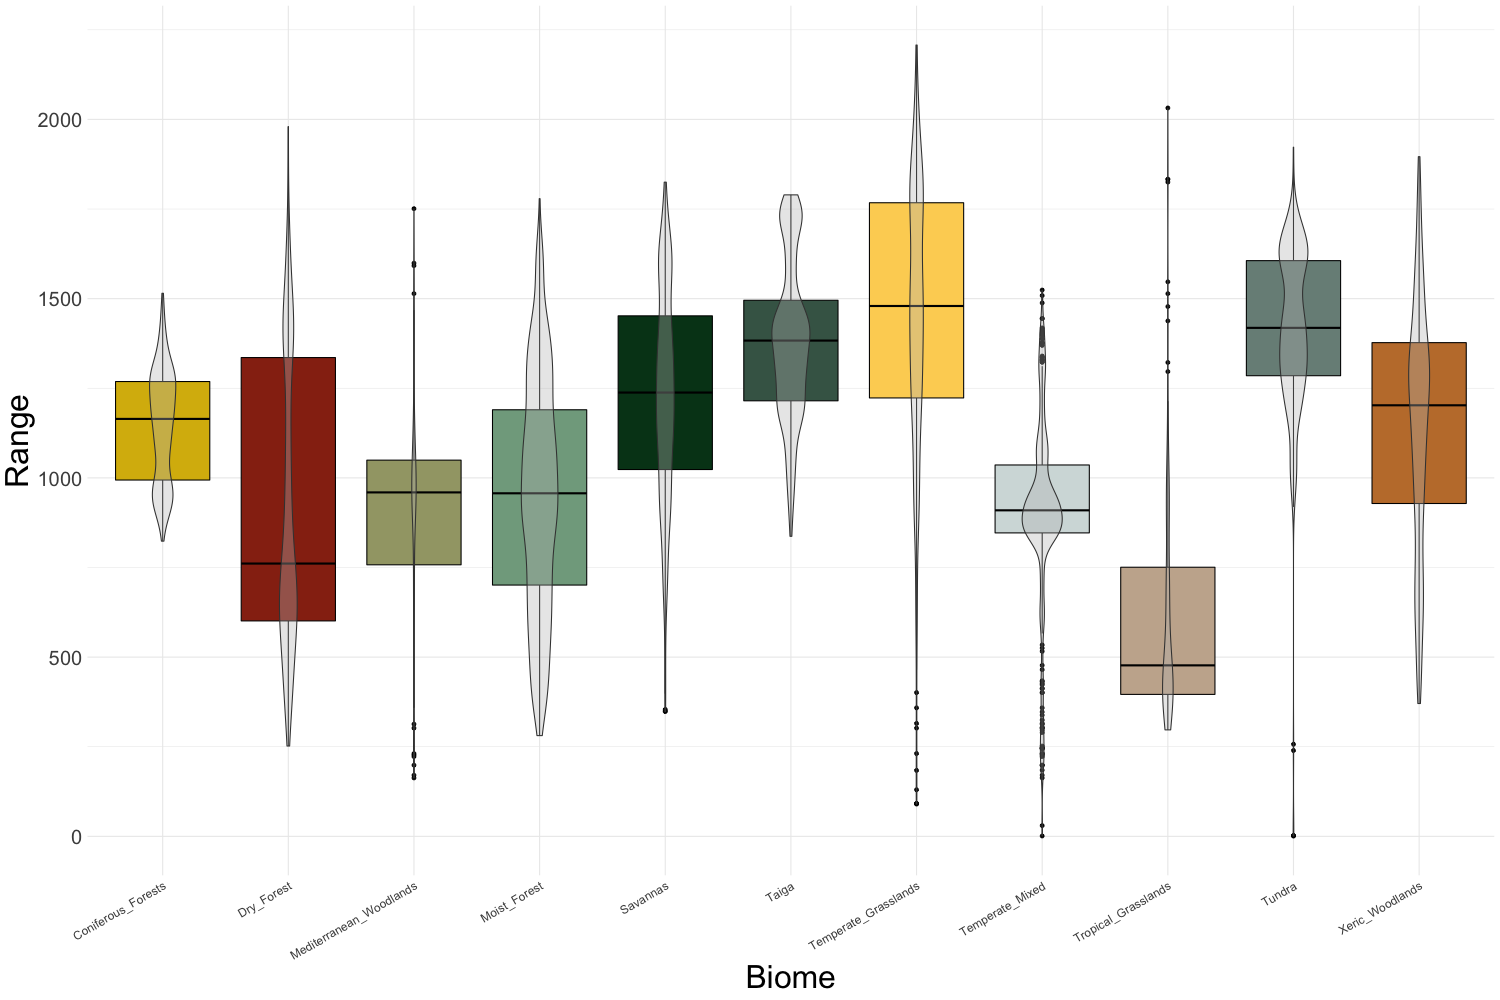 Range
2000
1500
1000
500
0
Coniferous_Forests
Dry_Forest
Mediterranean_Woodlands
Moist_Forest
Savannas
Taiga
Temperate_Grasslands
Temperate_Mixed
Tropical_Grasslands
Tundra
Xeric_Woodlands
Biome